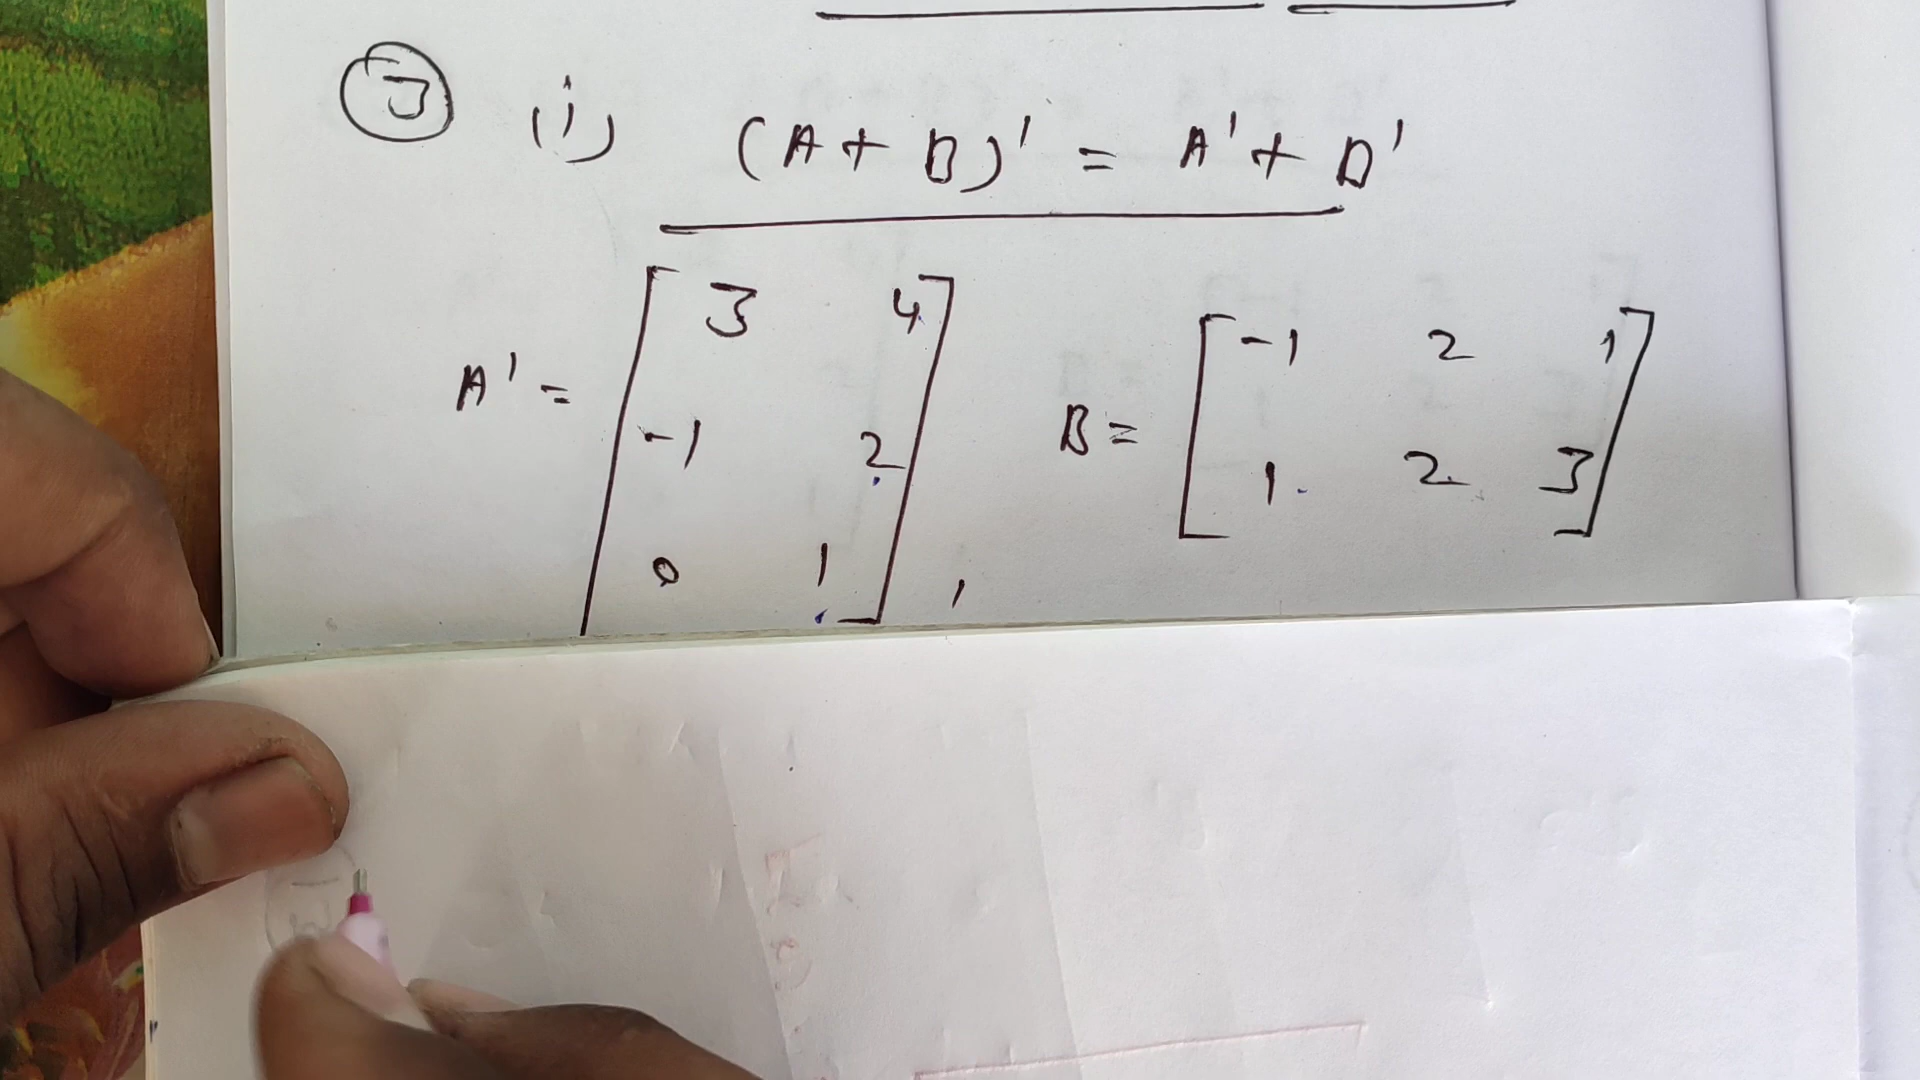 3 (i) (A + B)' = A' + B'
A' = [ 3 4
-1 2
0 1 ] , B = [ -1 2 1
1 2 3 ]